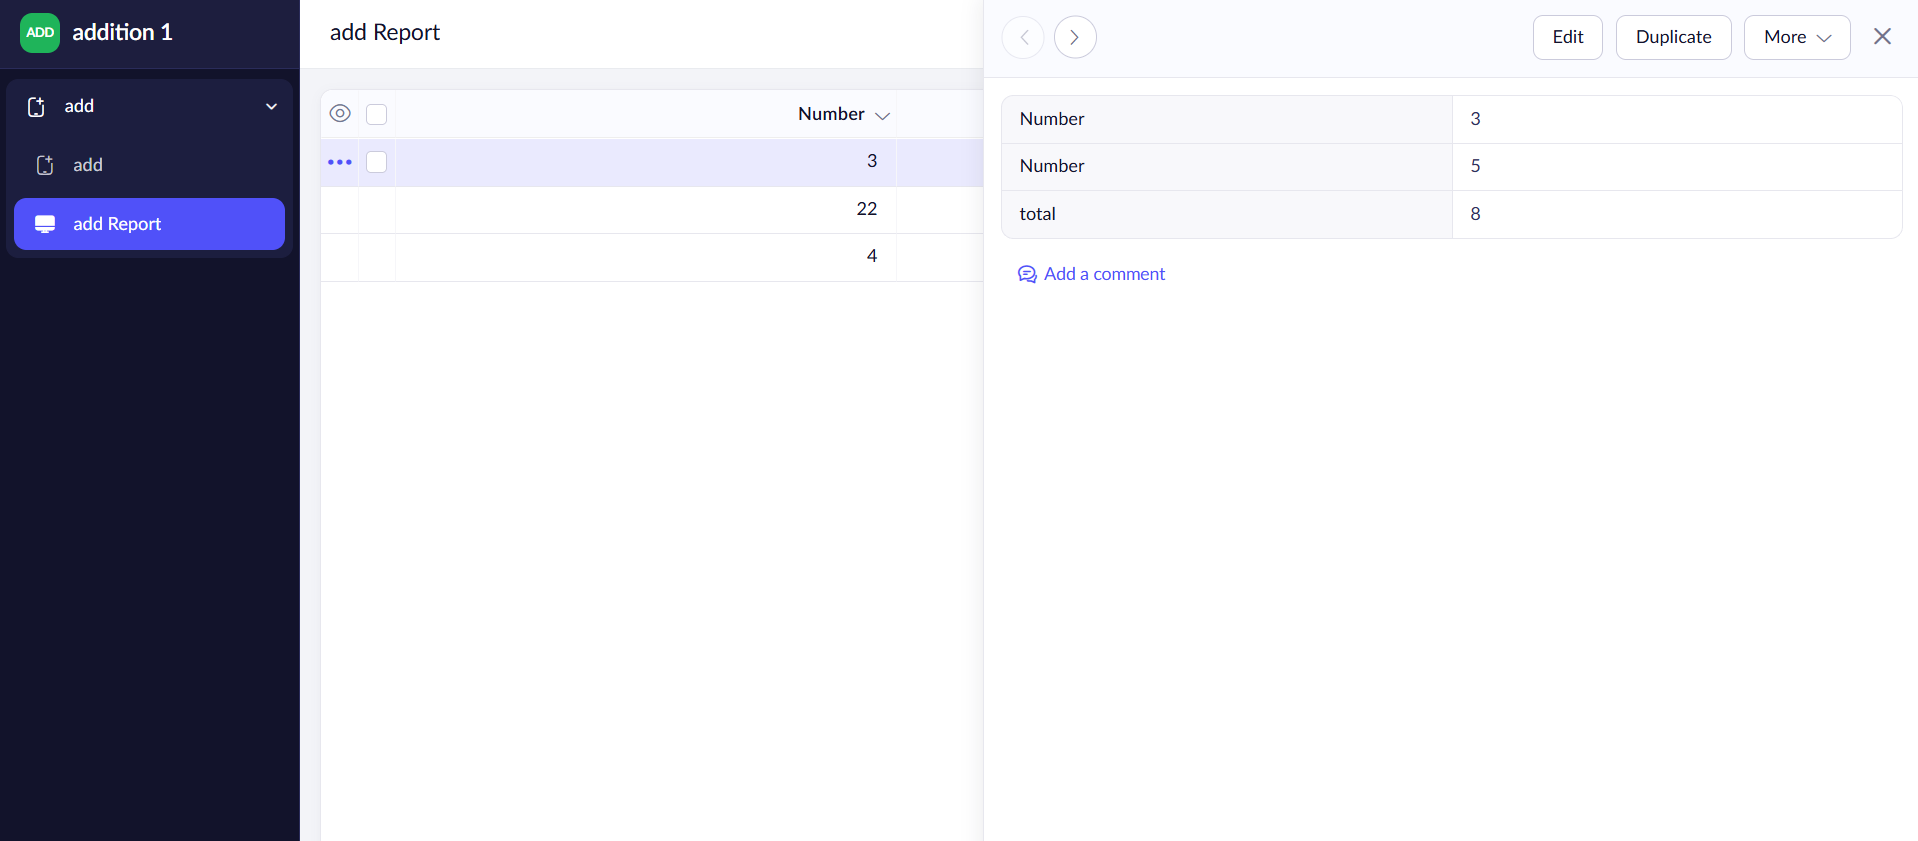 ADD addition 1
add
add
add Report
add Report
Number
3
22
4
Edit Duplicate More
Number 3
Number 5
total 8
Add a comment